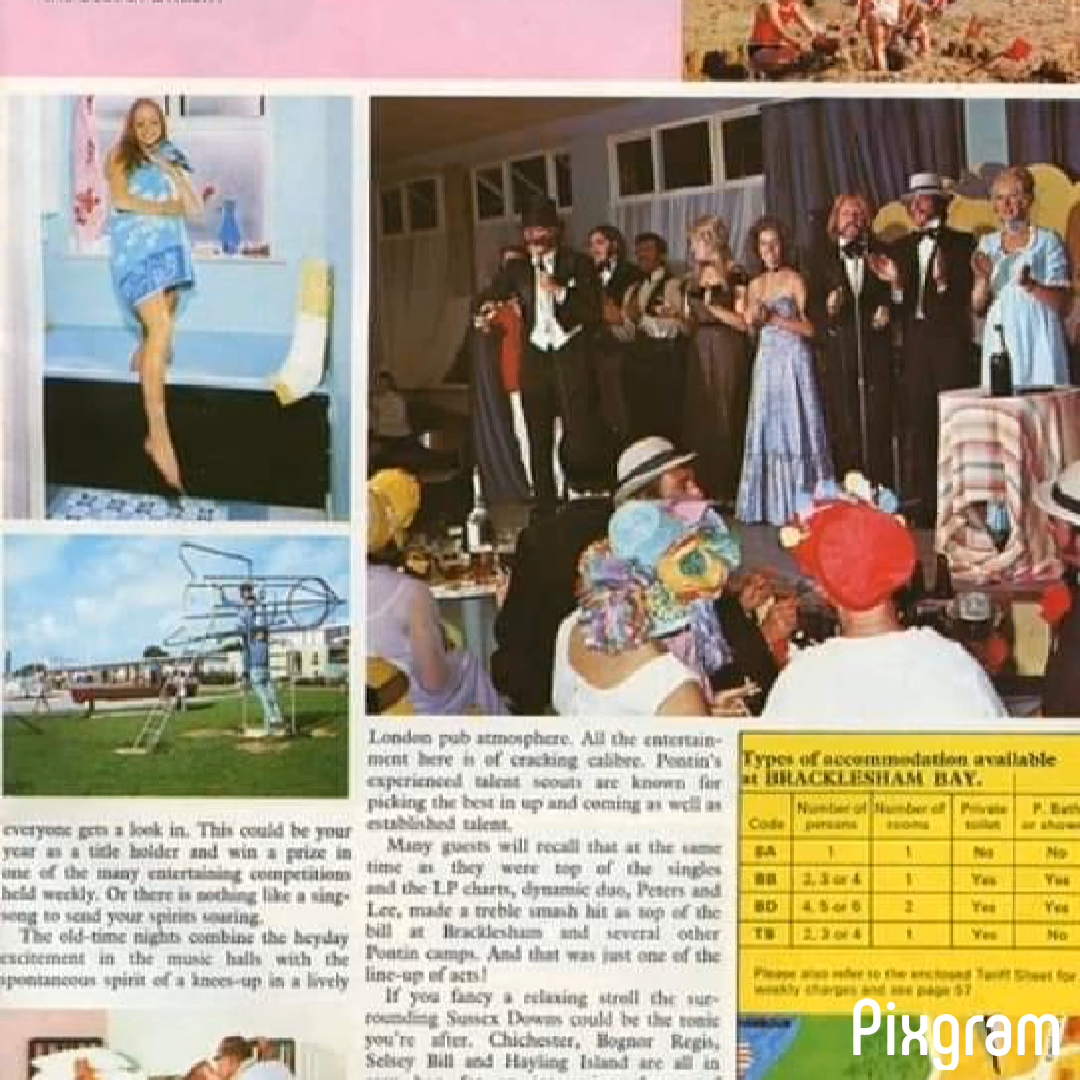 everyone gets a look in. This could be your
year as a title holder and win a prize in
one of the many entertaining competitions
held weekly. Or there is nothing like a sing-
song to send your spirits soaring.
The old-time nights combine the heyday
excitement in the music halls with the
spontaneous spirit of a knees-up in a lively
London pub atmosphere. All the entertain-
ment here is of cracking calibre. Pontin's
experienced talent scouts are known for
picking the best in up and coming as well as
established talent.
Many guests will recall that at the same
time as they were top of the singles
and the LP charts, dynamic duo, Peters and
Lee, made a treble smash hit as top of the
bill at Bracklesham and several other
Pontin camps. And that was just one of the
line-up of acts!
If you fancy a relaxing stroll the sur-
rounding Sussex Downs could be the tonic
you're after. Chichester, Bognor Regis,
Selsey Bill and Hayling Island are all in
Types of accommodation available
at BRACKLESHAM BAY.
Code Number of persons Number of rooms Private toilet P. Bath or shower
BA 1 1 No No
BB 2, 3 or 4 1 Yes Yes
BD 4, 5 or 6 2 Yes Yes
TB 2, 3 or 4 1 Yes No
Please also refer to the enclosed Tariff Sheet for
weekly charges and see page 57
Pixgram